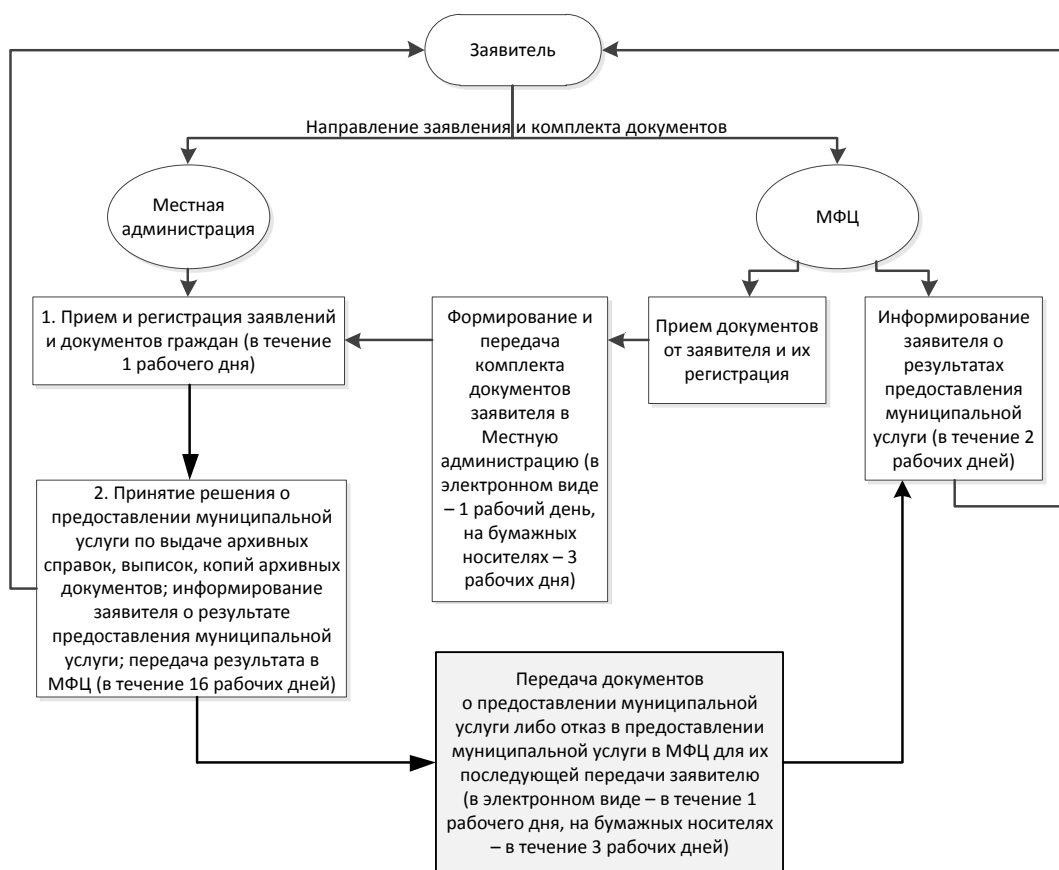 Заявитель
Направление заявления и комплекта документов
Местная
администрация
МФЦ
1. Прием и регистрация заявлений
и документов граждан (в течение
1 рабочего дня)
Формирование и
передача
комплекта
документов
заявителя в
Местную
администрацию (в
электронном виде
– 1 рабочий день,
на бумажных
носителях – 3
рабочих дня)
Прием документов
от заявителя и их
регистрация
Информирование
заявителя о
результатах
предоставления
муниципальной
услуги (в течение 2
рабочих дней)
2. Принятие решения о
предоставлении муниципальной
услуги по выдаче архивных
справок, выписок, копий архивных
документов; информирование
заявителя о результате
предоставления муниципальной
услуги; передача результата в
МФЦ (в течение 16 рабочих дней)
Передача документов
о предоставлении муниципальной
услуги либо отказ в предоставлении
муниципальной услуги в МФЦ для их
последующей передачи заявителю
(в электронном виде – в течение 1
рабочего дня, на бумажных носителях
– в течение 3 рабочих дней)